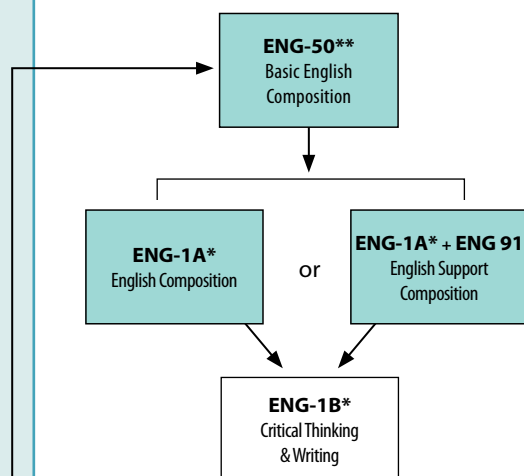 ENG-50**
Basic English
Composition
ENG-1A*
English Composition
or
ENG-1A* + ENG 91
English Support
Composition
ENG-1B*
Critical Thinking
& Writing